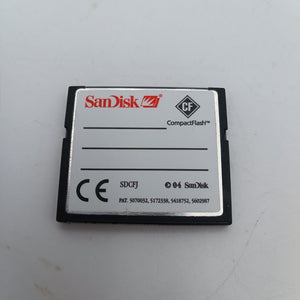 SanDisk
CF
CompactFlash™
CE
SDCFJ
© 04 SanDisk
PAT. 5070032, 5172338, 5418752, 5602987